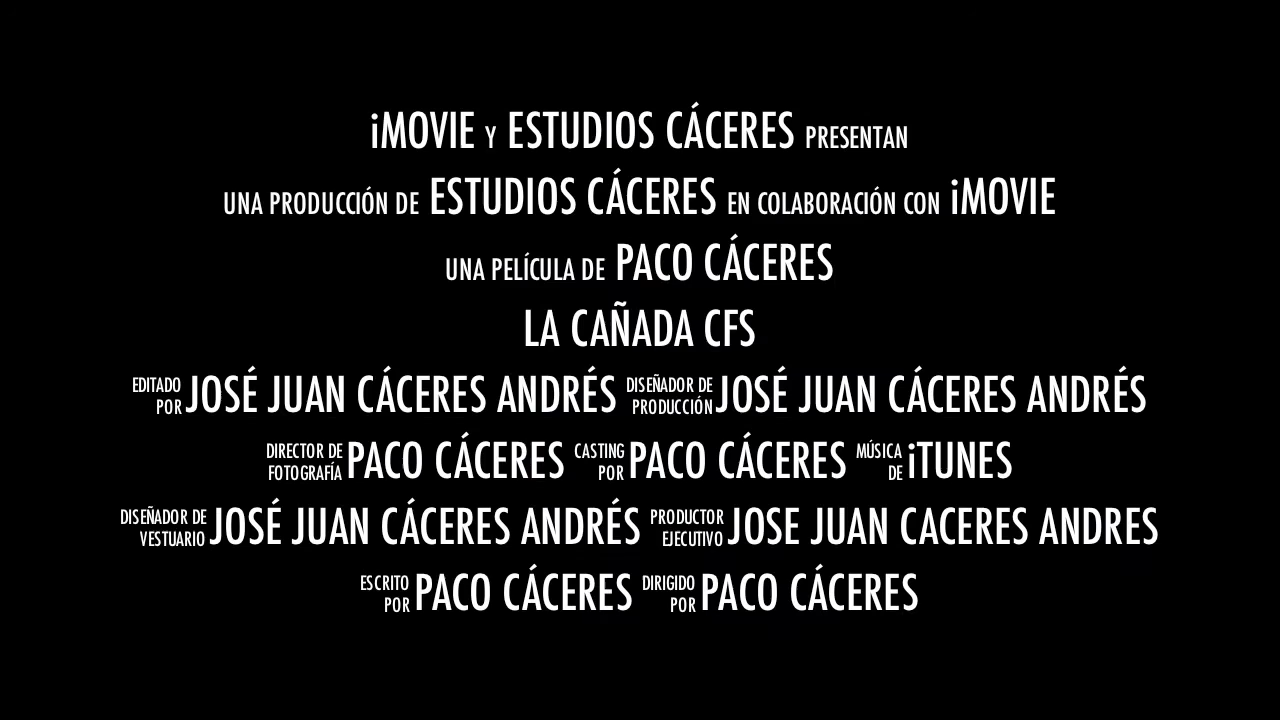 iMOVIE Y ESTUDIOS CÁCERES PRESENTAN
UNA PRODUCCIÓN DE ESTUDIOS CÁCERES EN COLABORACIÓN CON iMOVIE
UNA PELÍCULA DE PACO CÁCERES
LA CAÑADA CFS
EDITADO POR JOSÉ JUAN CÁCERES ANDRÉS DISEÑADOR DE PRODUCCIÓN JOSÉ JUAN CÁCERES ANDRÉS
DIRECTOR DE FOTOGRAFÍA PACO CÁCERES CASTING POR PACO CÁCERES MÚSICA DE iTUNES
DISEÑADOR DE VESTUARIO JOSÉ JUAN CÁCERES ANDRÉS PRODUCTOR EJECUTIVO JOSE JUAN CACERES ANDRES
ESCRITO POR PACO CÁCERES DIRIGIDO POR PACO CÁCERES